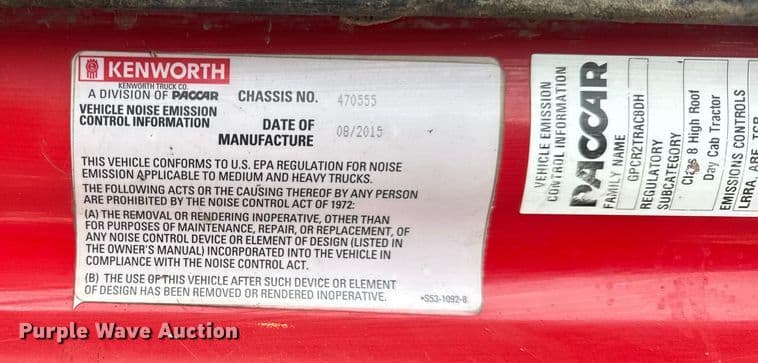 KENWORTH
KENWORTH TRUCK CO.
A DIVISION OF PACCAR
VEHICLE NOISE EMISSION
CONTROL INFORMATION
CHASSIS NO. 470555
DATE OF
MANUFACTURE 08/2015
THIS VEHICLE CONFORMS TO U.S. EPA REGULATION FOR NOISE
EMISSION APPLICABLE TO MEDIUM AND HEAVY TRUCKS.
THE FOLLOWING ACTS OR THE CAUSING THEREOF BY ANY PERSON
ARE PROHIBITED BY THE NOISE CONTROL ACT OF 1972:
(A) THE REMOVAL OR RENDERING INOPERATIVE, OTHER THAN
FOR PURPOSES OF MAINTENANCE, REPAIR, OR REPLACEMENT, OF
ANY NOISE CONTROL DEVICE OR ELEMENT OF DESIGN (LISTED IN
THE OWNER'S MANUAL) INCORPORATED INTO THE VEHICLE IN
COMPLIANCE WITH THE NOISE CONTROL ACT.
(B) THE USE OF THIS VEHICLE AFTER SUCH DEVICE OR ELEMENT
OF DESIGN HAS BEEN REMOVED OR RENDERED INOPERATIVE.
*S53-1092-8
VEHICLE EMISSION
CONTROL INFORMATION
PACCAR
FAMILY NAME
GPCR2TRACBDH
REGULATORY
SUBCATEGORY
Class 8 High Roof
Day Cab Tractor
EMISSIONS CONTROLS
LRRA, ARF, TCR
Purple Wave Auction